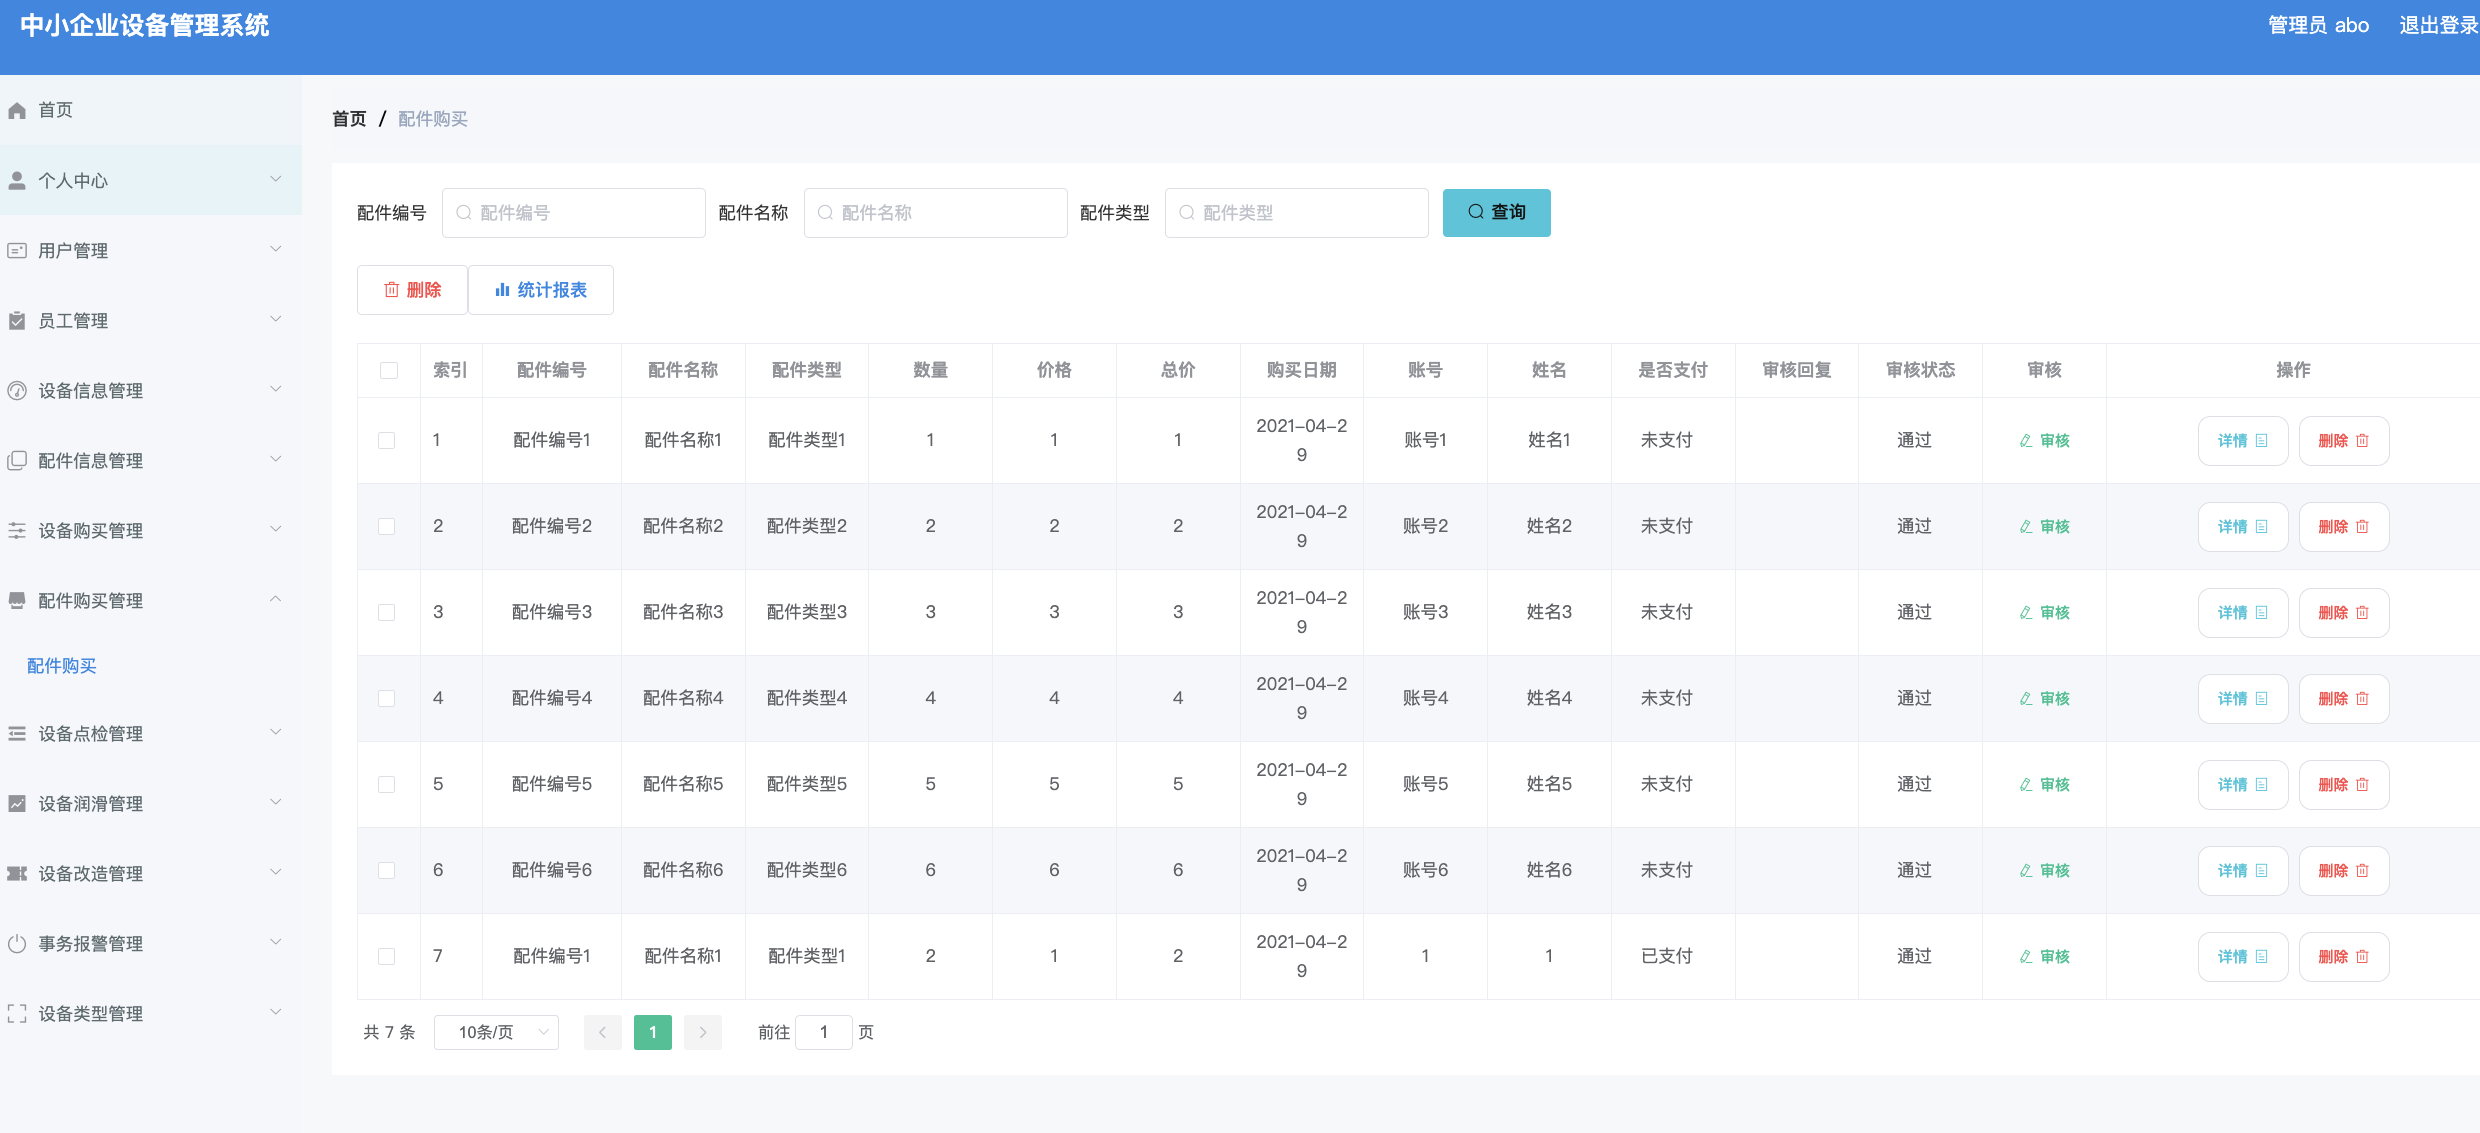 中小企业设备管理系统
管理员 abo 退出登录
首页
个人中心
用户管理
员工管理
设备信息管理
配件信息管理
设备购买管理
配件购买管理
配件购买
设备点检管理
设备润滑管理
设备改造管理
事务报警管理
设备类型管理
首页 / 配件购买
配件编号 配件编号 配件名称 配件名称 配件类型 配件类型 查询
删除 统计报表
索引 配件编号 配件名称 配件类型 数量 价格 总价 购买日期 账号 姓名 是否支付 审核回复 审核状态 审核 操作
1 配件编号1 配件名称1 配件类型1 1 1 1 2021-04-29 账号1 姓名1 未支付 通过 审核 详情 删除
2 配件编号2 配件名称2 配件类型2 2 2 2 2021-04-29 账号2 姓名2 未支付 通过 审核 详情 删除
3 配件编号3 配件名称3 配件类型3 3 3 3 2021-04-29 账号3 姓名3 未支付 通过 审核 详情 删除
4 配件编号4 配件名称4 配件类型4 4 4 4 2021-04-29 账号4 姓名4 未支付 通过 审核 详情 删除
5 配件编号5 配件名称5 配件类型5 5 5 5 2021-04-29 账号5 姓名5 未支付 通过 审核 详情 删除
6 配件编号6 配件名称6 配件类型6 6 6 6 2021-04-29 账号6 姓名6 未支付 通过 审核 详情 删除
7 配件编号1 配件名称1 配件类型1 2 1 2 2021-04-29 1 1 已支付 通过 审核 详情 删除
共 7 条 10条/页 1 前往 1 页